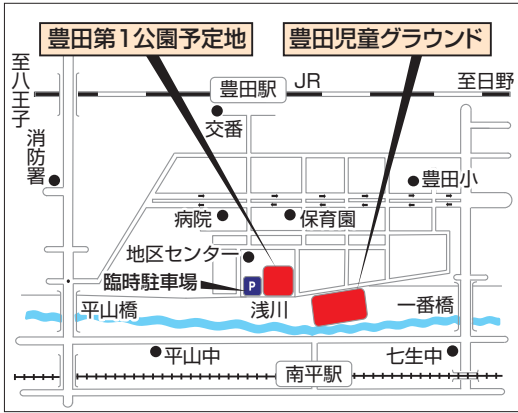 豊田第1公園予定地
豊田児童グラウンド
至八王子
豊田駅
JR
至日野
交番
消防署
豊田小
病院
保育園
地区センター
臨時駐車場
P
平山橋
浅川
一番橋
平山中
七生中
南平駅